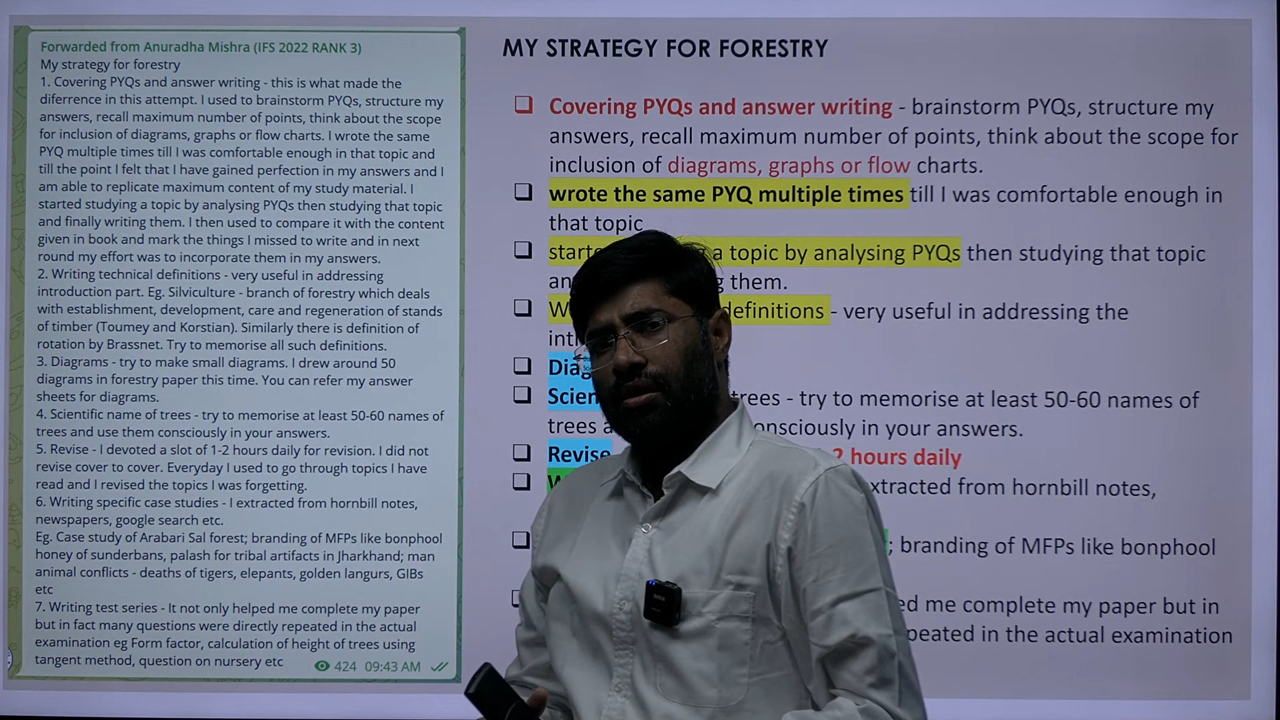 Forwarded from Anuradha Mishra (IFS 2022 RANK 3)
My strategy for forestry
1. Covering PYQs and answer writing - this is what made the
diferrence in this attempt. I used to brainstorm PYQs, structure my
answers, recall maximum number of points, think about the scope
for inclusion of diagrams, graphs or flow charts. I wrote the same
PYQ multiple times till I was comfortable enough in that topic and
till the point I felt that I have gained perfection in my answers and I
am able to replicate maximum content of my study material. I
started studying a topic by analysing PYQs then studying that topic
and finally writing them. I then used to compare it with the content
given in book and mark the things I missed to write and in next
round my effort was to incorporate them in my answers.
2. Writing technical definitions - very useful in addressing
introduction part. Eg. Silviculture - branch of forestry which deals
with establishment, development, care and regeneration of stands
of timber (Toumey and Korstian). Similarly there is definition of
rotation by Brassnet. Try to memorise all such definitions.
3. Diagrams - try to make small diagrams. I drew around 50
diagrams in forestry paper this time. You can refer my answer
sheets for diagrams.
4. Scientific name of trees - try to memorise at least 50-60 names of
trees and use them consciously in your answers.
5. Revise - I devoted a slot of 1-2 hours daily for revision. I did not
revise cover to cover. Everyday I used to go through topics I have
read and I revised the topics I was forgetting.
6. Writing specific case studies - I extracted from hornbill notes,
newspapers, google search etc.
Eg. Case study of Arabari Sal forest; branding of MFPs like bonphool
honey of sunderbans, palash for tribal artifacts in Jharkhand; man
animal conflicts - deaths of tigers, elepants, golden langurs, GIBs
etc
7. Writing test series - It not only helped me complete my paper
but in fact many questions were directly repeated in the actual
examination eg Form factor, calculation of height of trees using
tangent method, question on nursery etc
424 09:43 AM
MY STRATEGY FOR FORESTRY
Covering PYQs and answer writing - brainstorm PYQs, structure my
answers, recall maximum number of points, think about the scope for
inclusion of diagrams, graphs or flow charts.
wrote the same PYQ multiple times till I was comfortable enough in
that topic
a topic by analysing PYQs then studying that topic
them.
definitions - very useful in addressing the
trees - try to memorise at least 50-60 names of
trees consciously in your answers.
Revise 2 hours daily
extracted from hornbill notes,
; branding of MFPs like bonphool
me complete my paper but in
in the actual examination